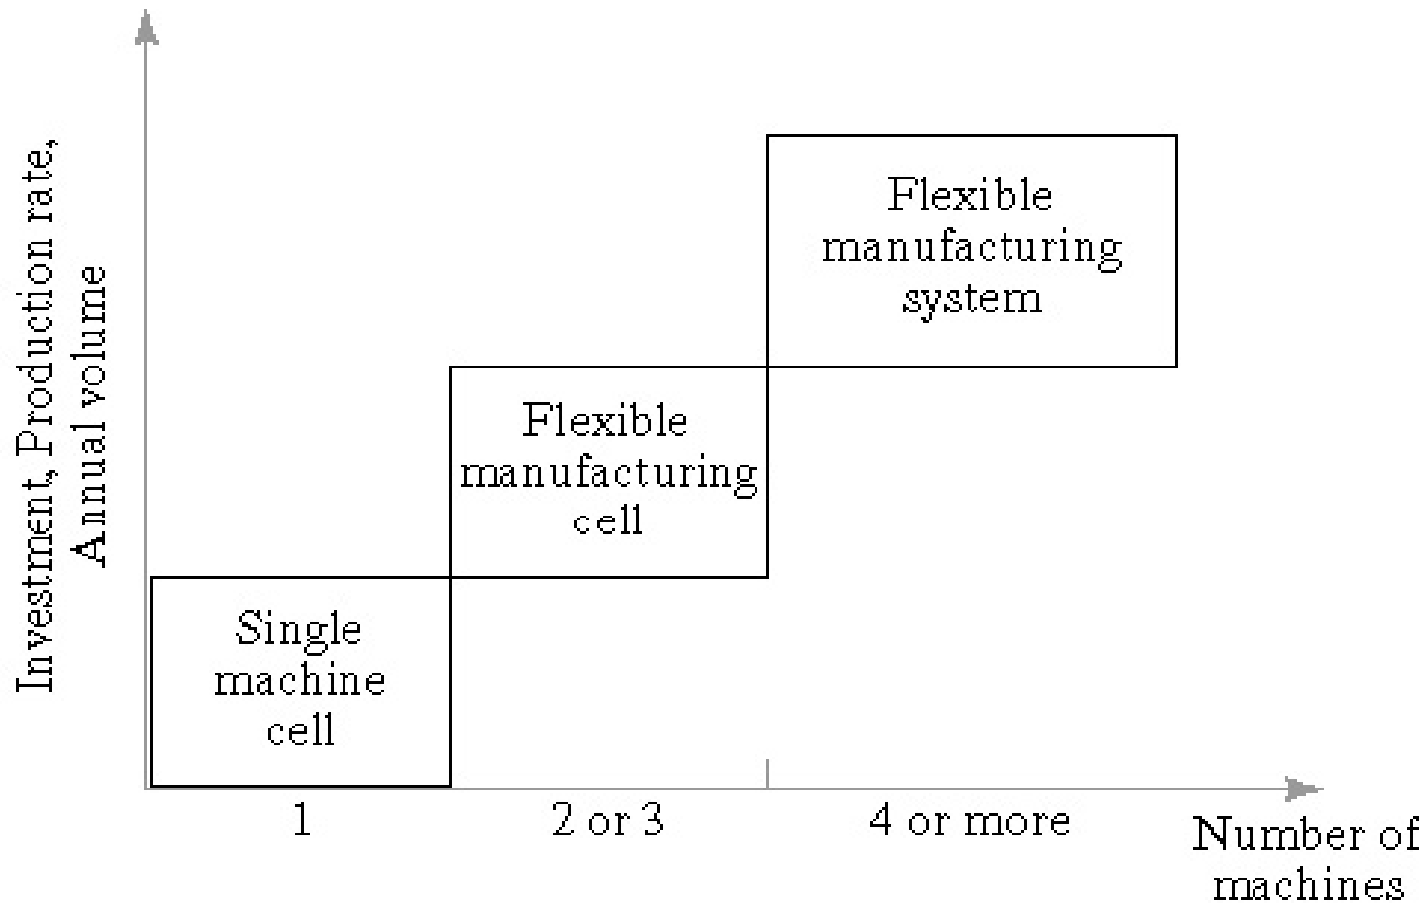 Investment, Production rate,
Annual volume
Flexible
manufacturing
system
Flexible
manufacturing
cell
Single
machine
cell
1
2 or 3
4 or more
Number of
machines